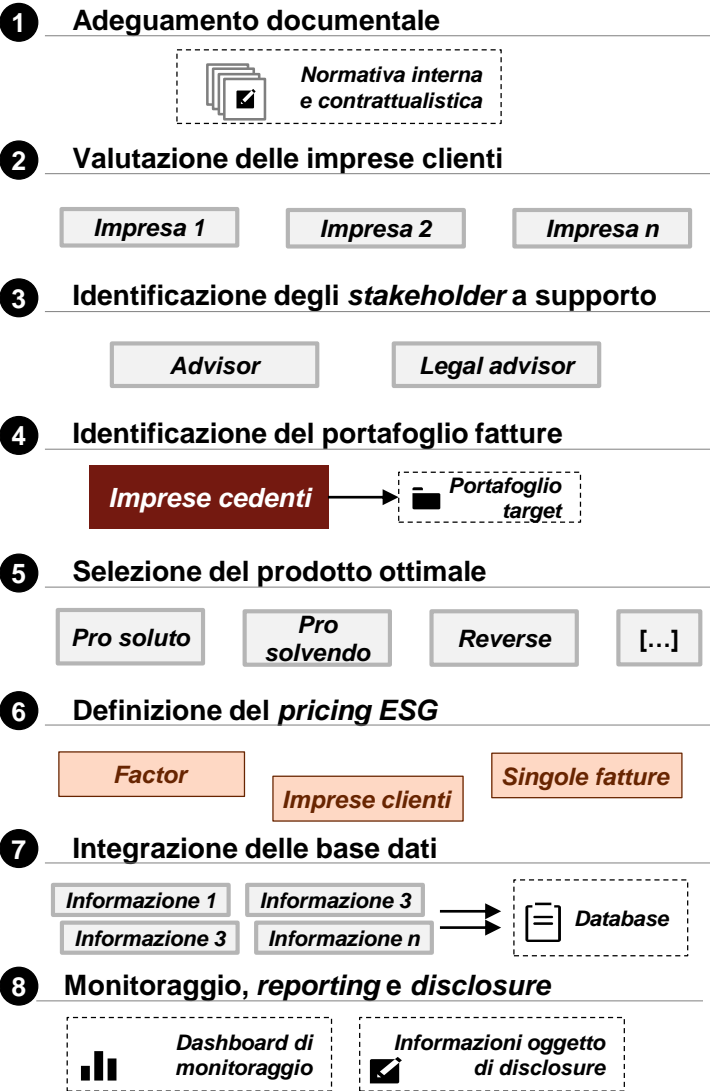 1 Adeguamento documentale
Normativa interna
e contrattualistica
2 Valutazione delle imprese clienti
Impresa 1 Impresa 2 Impresa n
3 Identificazione degli stakeholder a supporto
Advisor Legal advisor
4 Identificazione del portafoglio fatture
Imprese cedenti
Portafoglio
target
5 Selezione del prodotto ottimale
Pro soluto
Pro
solvendo
Reverse
[…]
6 Definizione del pricing ESG
Factor
Imprese clienti
Singole fatture
7 Integrazione delle base dati
Informazione 1 Informazione 3
Informazione 3 Informazione n
Database
8 Monitoraggio, reporting e disclosure
Dashboard di
monitoraggio
Informazioni oggetto
di disclosure